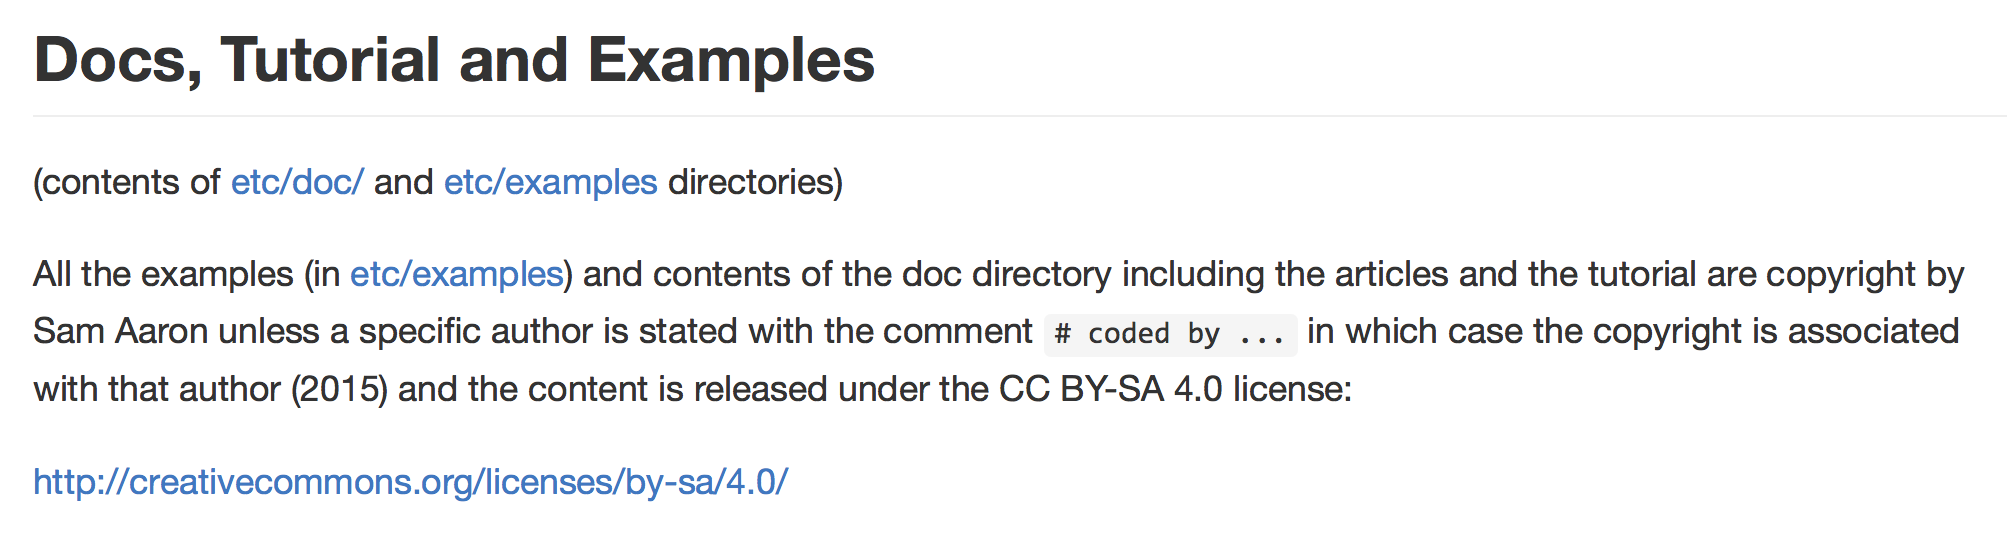 Docs, Tutorial and Examples
(contents of etc/doc/ and etc/examples directories)
All the examples (in etc/examples) and contents of the doc directory including the articles and the tutorial are copyright by
Sam Aaron unless a specific author is stated with the comment # coded by ... in which case the copyright is associated
with that author (2015) and the content is released under the CC BY-SA 4.0 license:
http://creativecommons.org/licenses/by-sa/4.0/